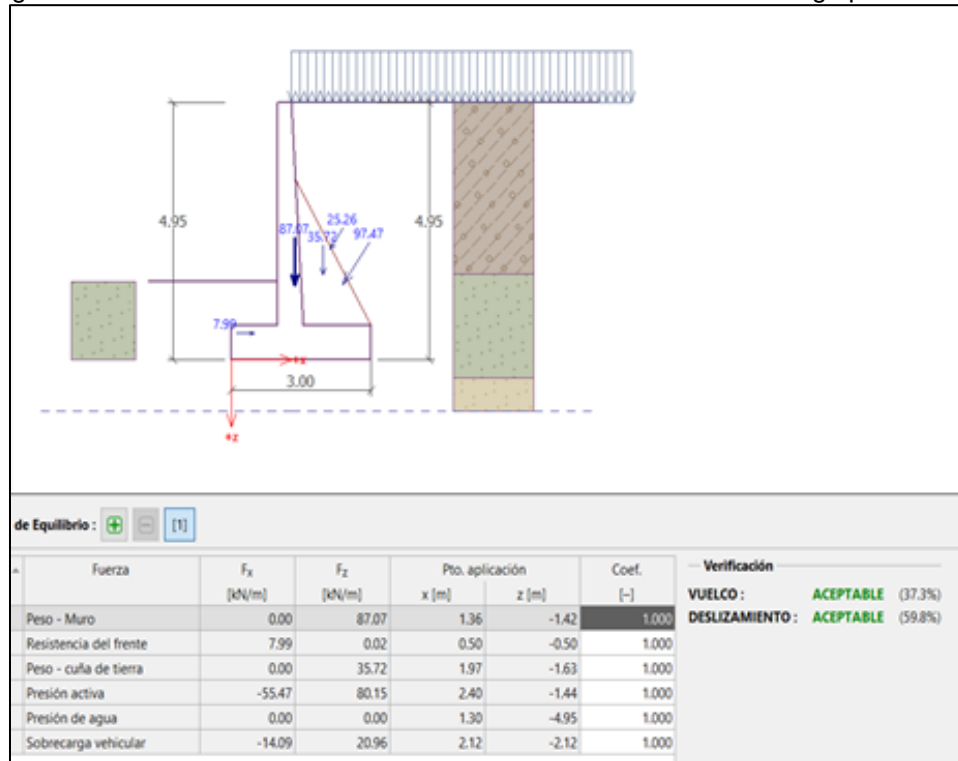 4.95
87.07
35.72
25.26
97.47
4.95
7.99
+x
3.00
+z
de Equilibrio : [1]
Fuerza Fx Fz Pto. aplicación Coef. Verificación
[kN/m] [kN/m] x [m] z [m] [–] VUELCO : ACEPTABLE (37.3%)
Peso - Muro 0.00 87.07 1.36 -1.42 1.000 DESLIZAMIENTO : ACEPTABLE (59.8%)
Resistencia del frente 7.99 0.02 0.50 -0.50 1.000
Peso - cuña de tierra 0.00 35.72 1.97 -1.63 1.000
Presión activa -55.47 80.15 2.40 -1.44 1.000
Presión de agua 0.00 0.00 1.30 -4.95 1.000
Sobrecarga vehicular -14.09 20.96 2.12 -2.12 1.000